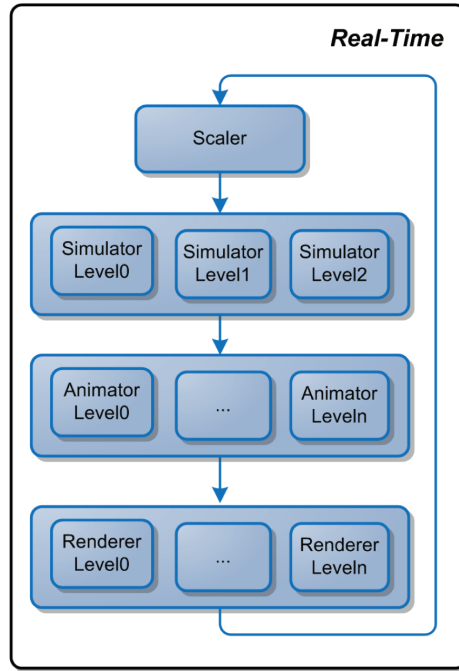 Real-Time
Scaler
Simulator
Level0
Simulator
Level1
Simulator
Level2
Animator
Level0
...
Animator
Leveln
Renderer
Level0
...
Renderer
Leveln